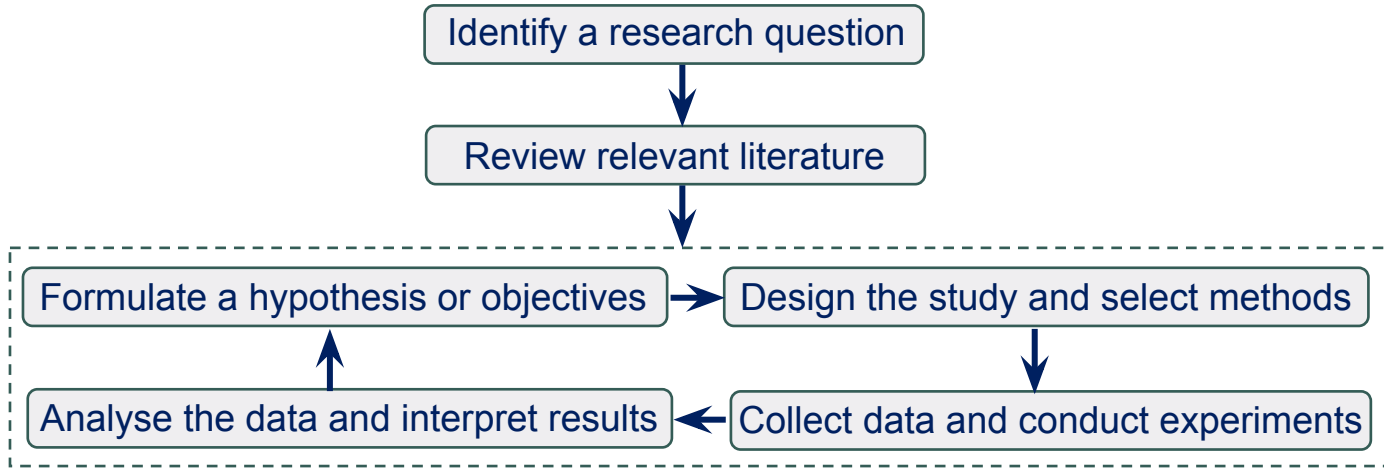 Identify a research question
Review relevant literature
Formulate a hypothesis or objectives
Design the study and select methods
Analyse the data and interpret results
Collect data and conduct experiments